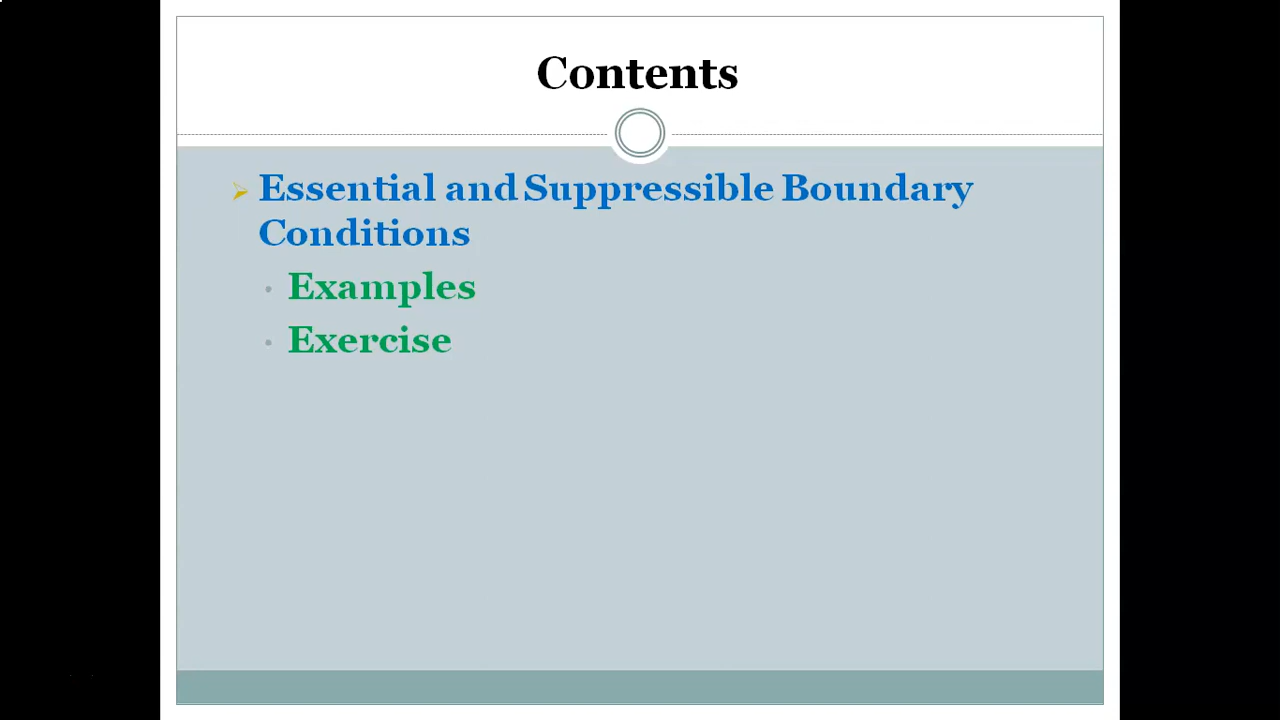 Contents
Essential and Suppressible Boundary
Conditions
Examples
Exercise